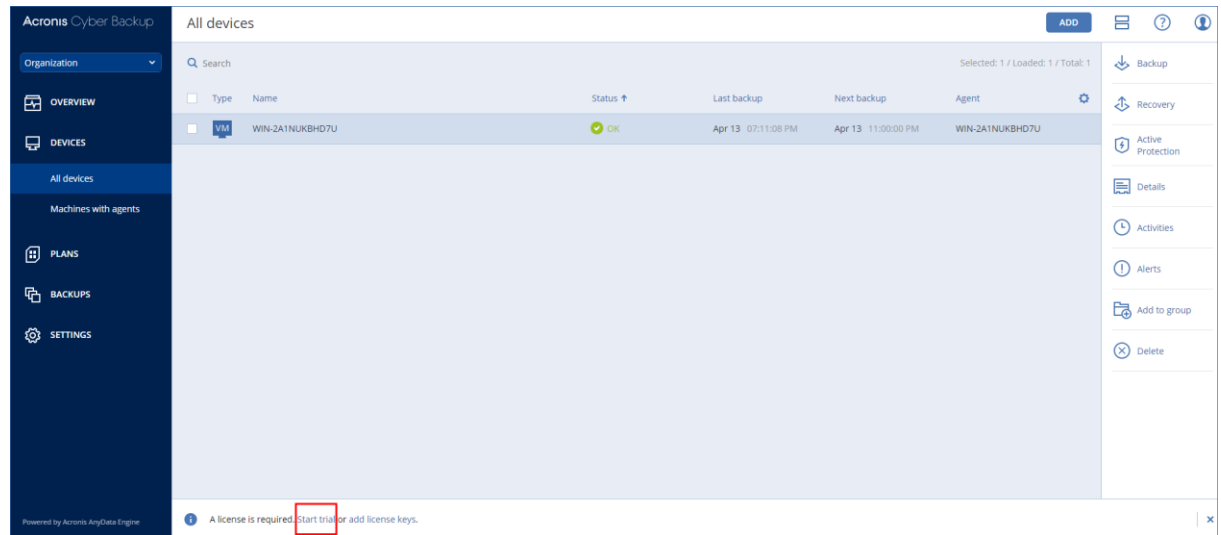 Acronis Cyber Backup
All devices
ADD
Organization
Search
Selected: 1 / Loaded: 1 / Total: 1
Type Name Status Last backup Next backup Agent
VM WIN-2A1NUKBHD7U OK Apr 13 07:11:08 PM Apr 13 11:00:00 PM WIN-2A1NUKBHD7U
OVERVIEW
DEVICES
All devices
Machines with agents
PLANS
BACKUPS
SETTINGS
Powered by Acronis AnyData Engine
Backup
Recovery
Active
Protection
Details
Activities
Alerts
Add to group
Delete
A license is required. Start trial or add license keys.